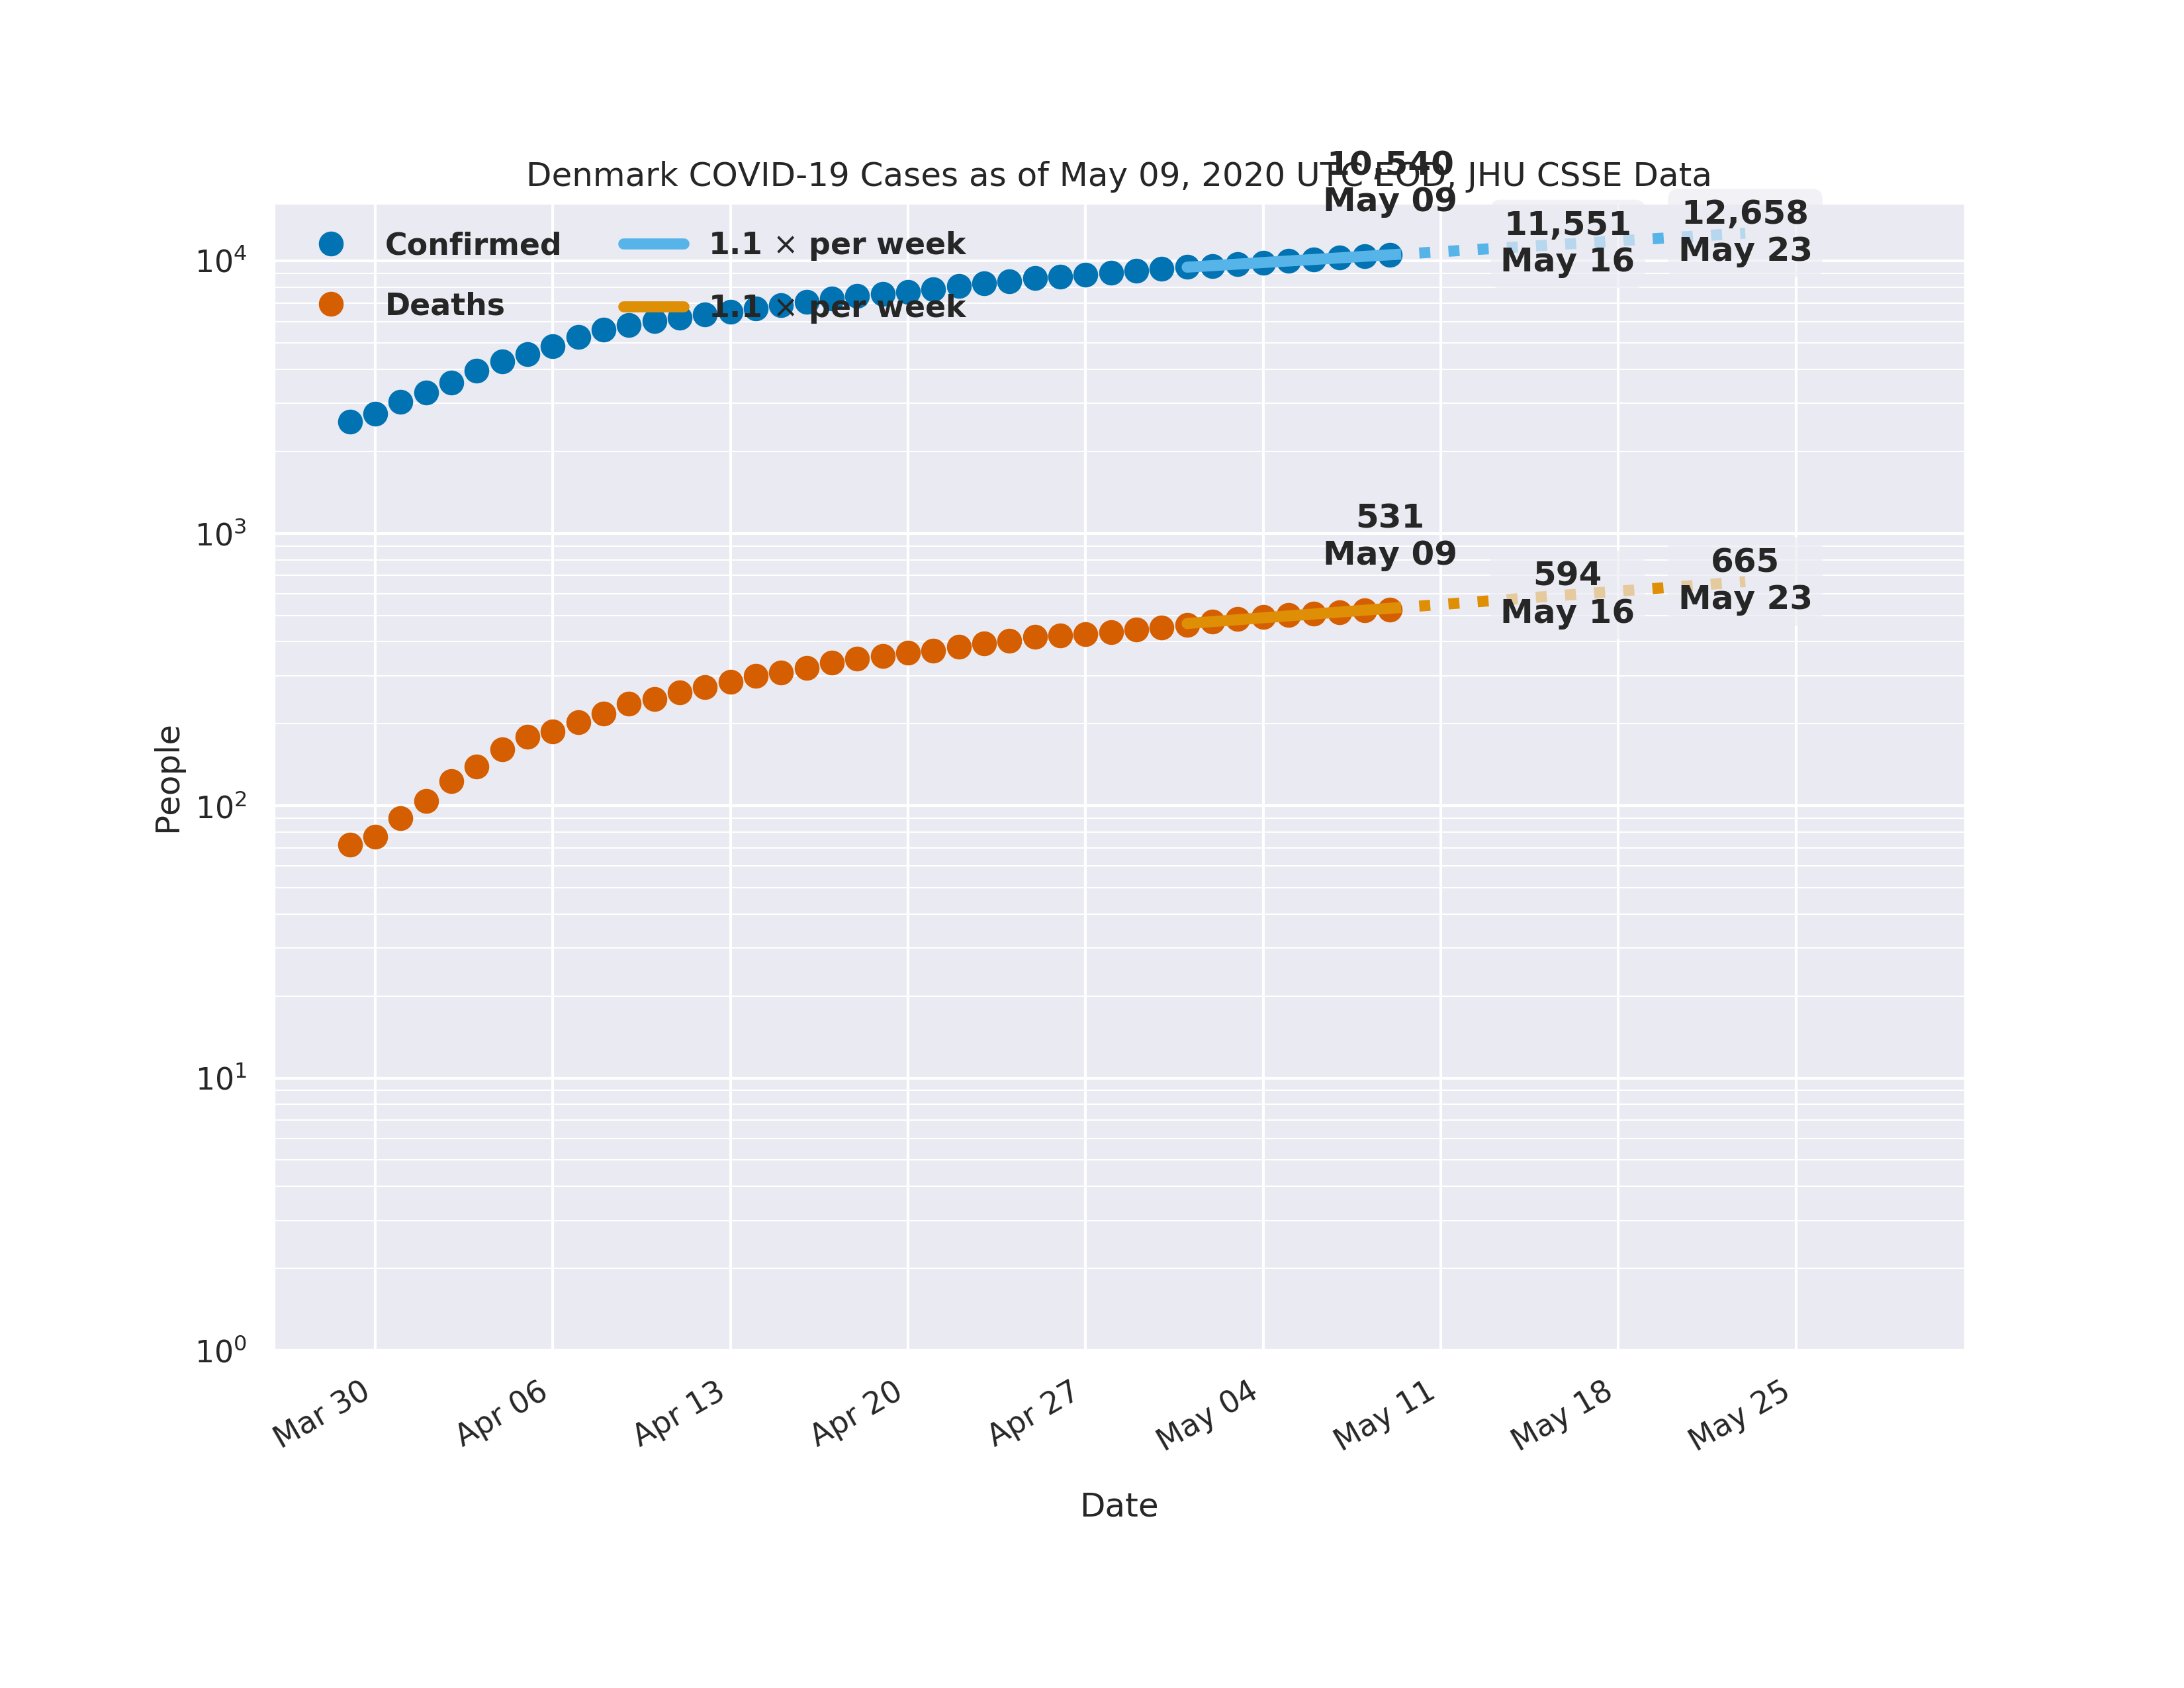 Denmark COVID-19 Cases as of May 09, 2020 UTC EOD, JHU CSSE Data
10,540
May 09
11,551
May 16
12,658
May 23
Confirmed
Deaths
1.1 × per week
1.1 × per week
531
May 09
594
May 16
665
May 23
People
10⁴
10³
10²
10¹
10⁰
Mar 30
Apr 06
Apr 13
Apr 20
Apr 27
May 04
May 11
May 18
May 25
Date